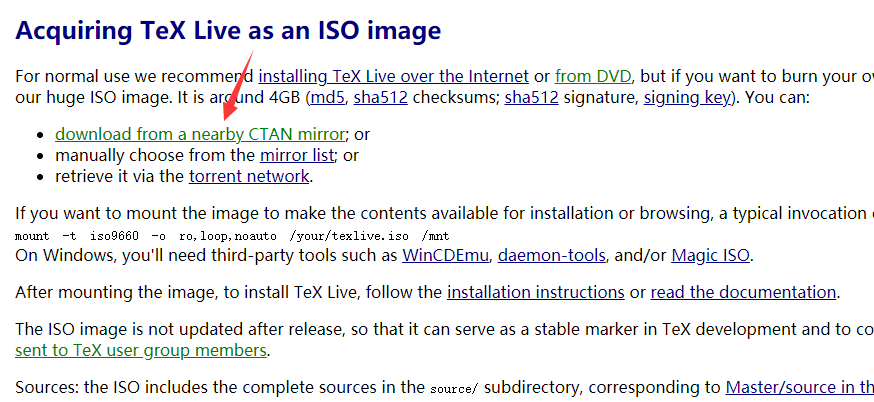 Acquiring TeX Live as an ISO image
For normal use we recommend installing TeX Live over the Internet or from DVD, but if you want to burn your o
our huge ISO image. It is around 4GB (md5, sha512 checksums; sha512 signature, signing key). You can:
• download from a nearby CTAN mirror; or
• manually choose from the mirror list; or
• retrieve it via the torrent network.
If you want to mount the image to make the contents available for installation or browsing, a typical invocation
mount -t iso9660 -o ro,loop,noauto /your/texlive.iso /mnt
On Windows, you'll need third-party tools such as WinCDEmu, daemon-tools, and/or Magic ISO.
After mounting the image, to install TeX Live, follow the installation instructions or read the documentation.
The ISO image is not updated after release, so that it can serve as a stable marker in TeX development and to co
sent to TeX user group members.
Sources: the ISO includes the complete sources in the source/ subdirectory, corresponding to Master/source in th